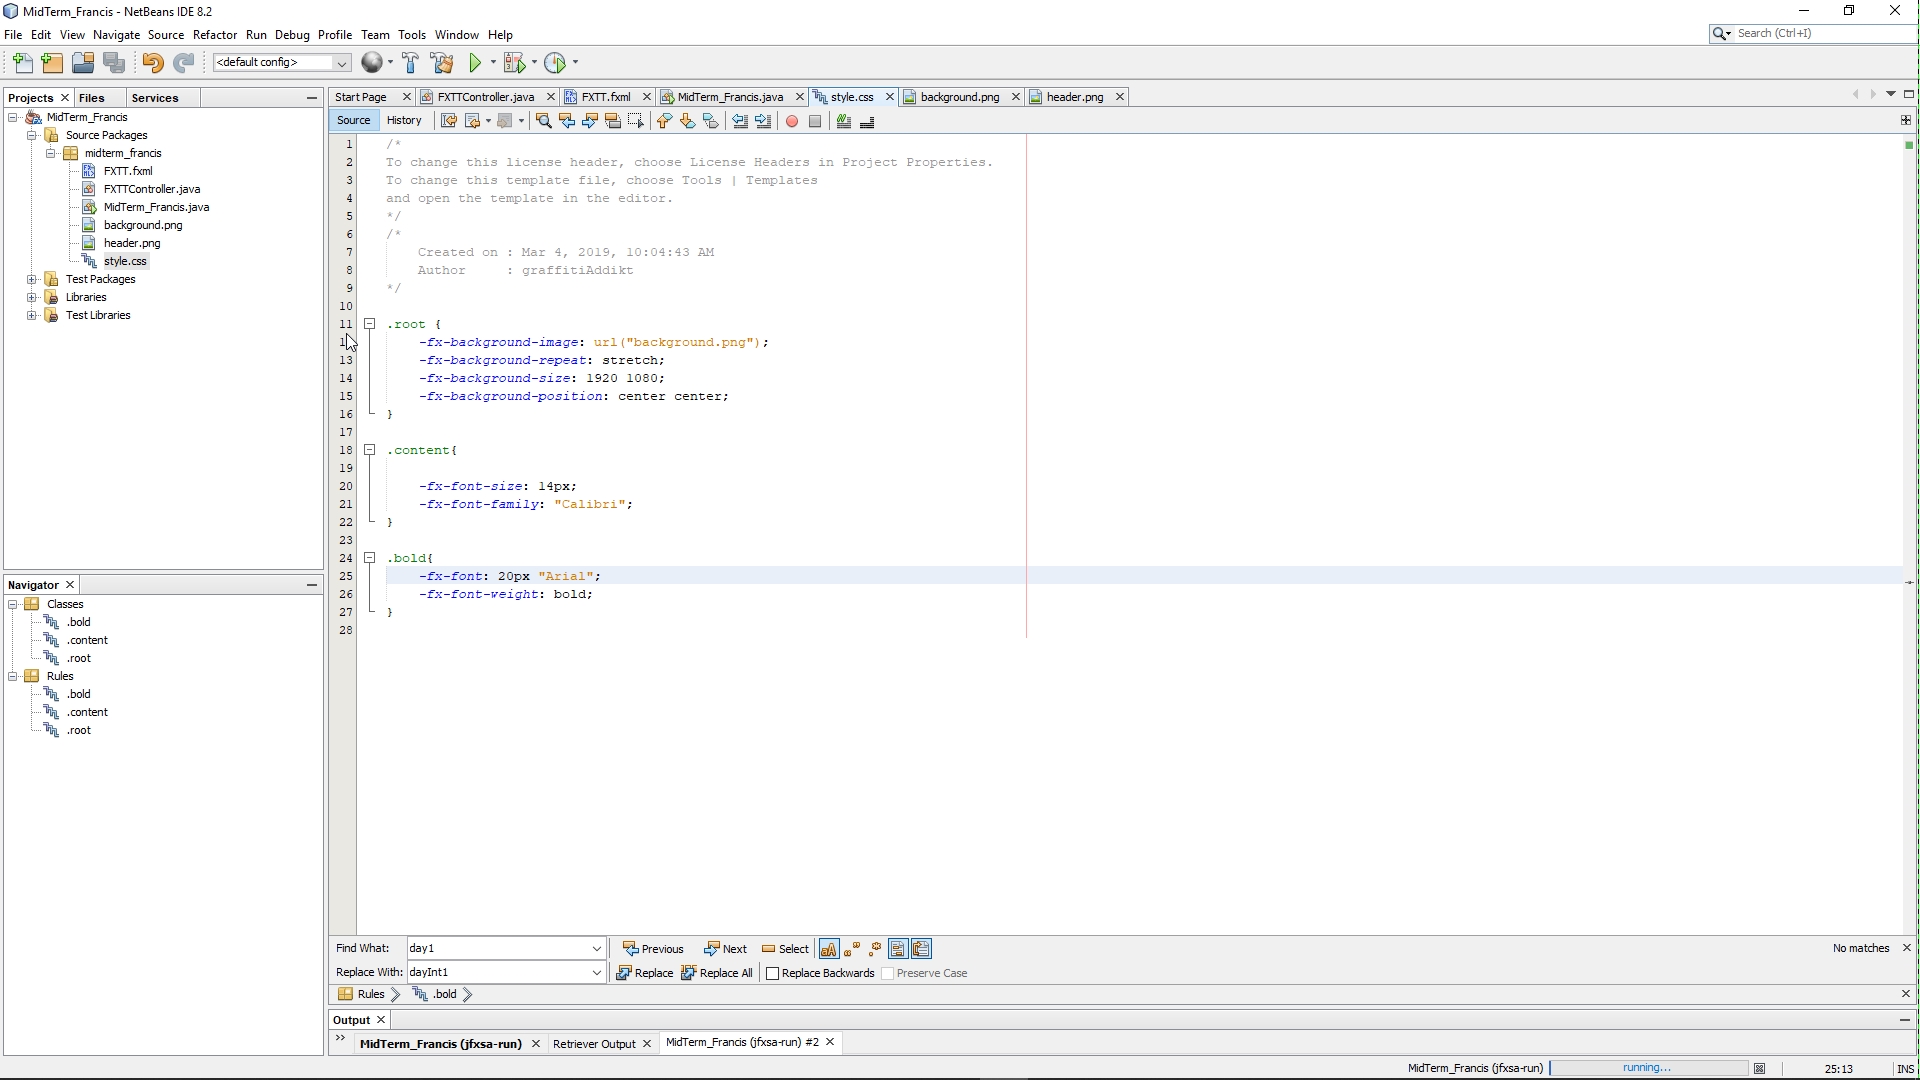 MidTerm_Francis - NetBeans IDE 8.2
File Edit View Navigate Source Refactor Run Debug Profile Team Tools Window Help
Search (Ctrl+I)
<default config>
Projects Files Services
Start Page FXTTController.java FXTT.fxml MidTerm_Francis.java style.css background.png header.png
Source History
MidTerm_Francis
Source Packages
midterm_francis
FXTT.fxml
FXTTController.java
MidTerm_Francis.java
background.png
header.png
style.css
Test Packages
Libraries
Test Libraries
Navigator
Classes
.bold
.content
.root
Rules
.bold
.content
.root
1 /*
2 To change this license header, choose License Headers in Project Properties.
3 To change this template file, choose Tools | Templates
4 and open the template in the editor.
5 */
6 /*
7 Created on : Mar 4, 2019, 10:04:43 AM
8 Author : graffitiAddikt
9 */
10
11 .root {
-fx-background-image: url("background.png");
13 -fx-background-repeat: stretch;
14 -fx-background-size: 1920 1080;
15 -fx-background-position: center center;
16 }
17
18 .content{
19
20 -fx-font-size: 14px;
21 -fx-font-family: "Calibri";
22 }
23
24 .bold{
25 -fx-font: 20px "Arial";
26 -fx-font-weight: bold;
27 }
28
Find What: day1 Previous Next Select No matches
Replace With: dayInt1 Replace Replace All Replace Backwards Preserve Case
Rules .bold
Output
MidTerm_Francis (jfxsa-run) Retriever Output MidTerm_Francis (jfxsa-run) #2
MidTerm_Francis (jfxsa-run) running... 25:13 INS